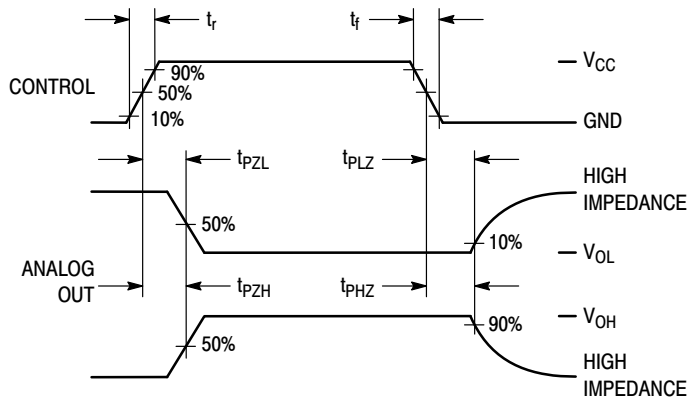 tr
tf
90%
VCC
CONTROL
50%
10%
GND
tPZL
tPLZ
HIGH
IMPEDANCE
50%
10%
ANALOG
OUT
VOL
tPZH
tPHZ
VOH
90%
50%
HIGH
IMPEDANCE